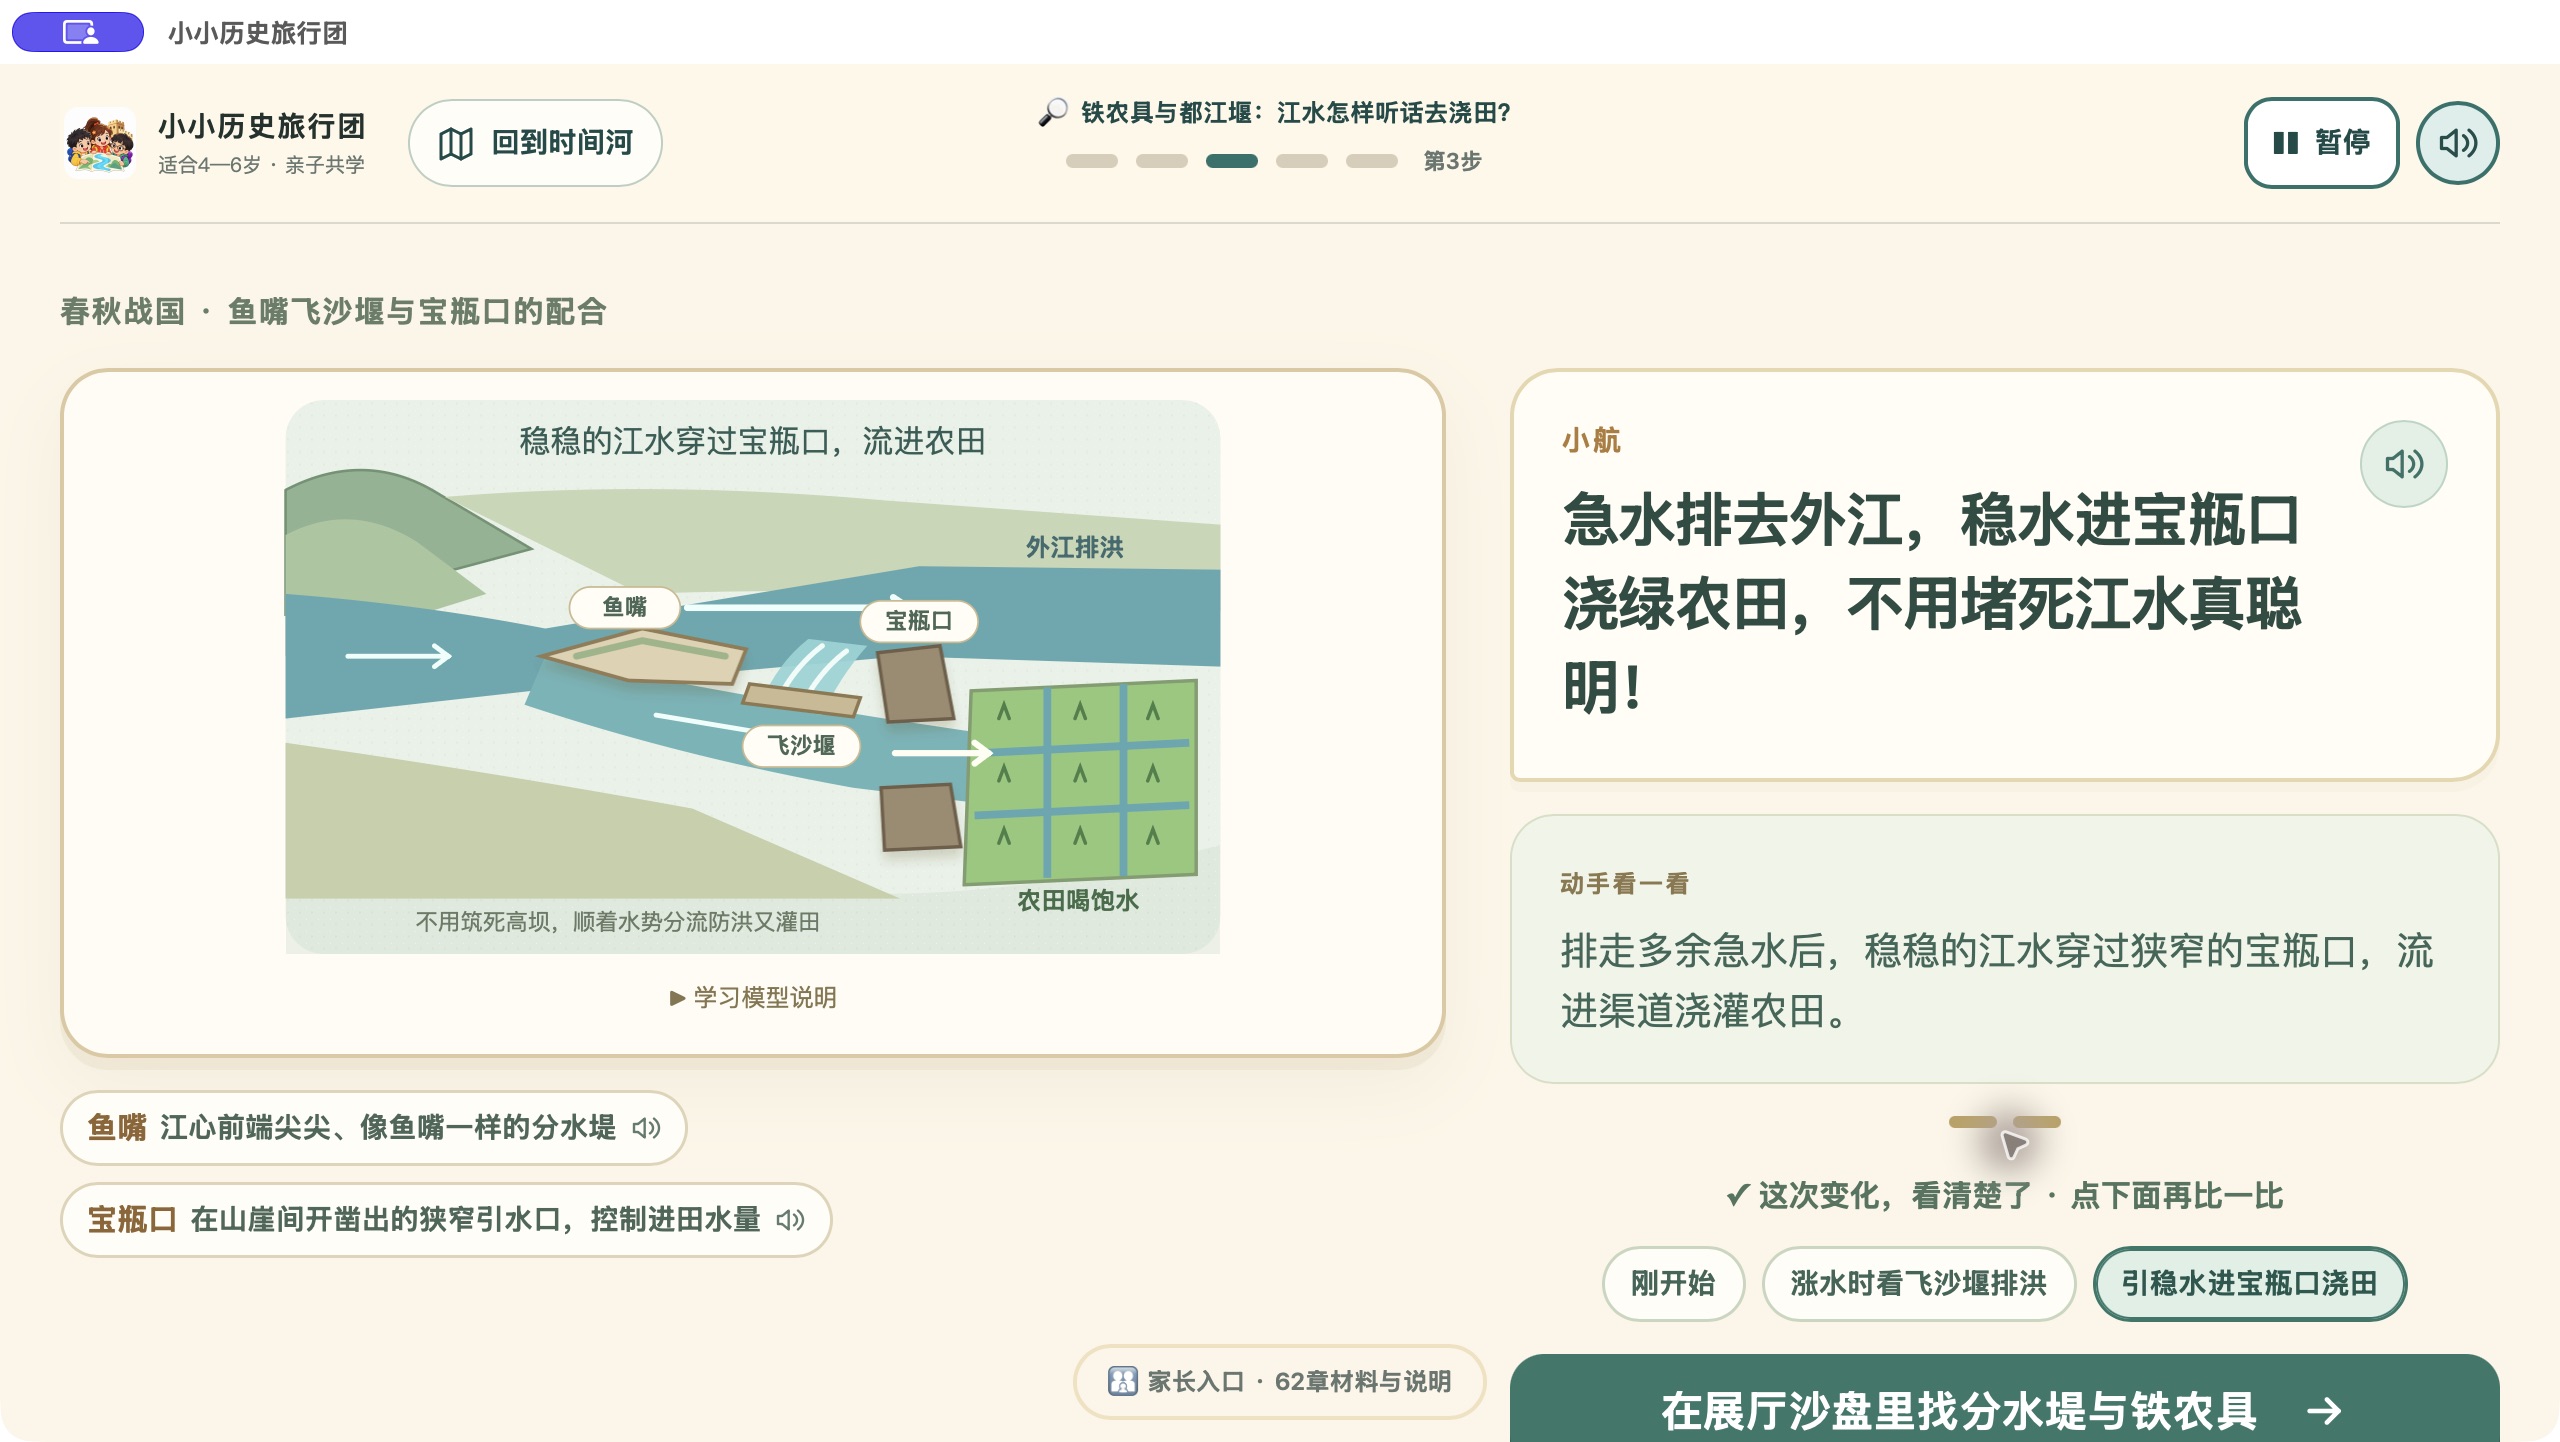 小小历史旅行团
小小历史旅行团
适合4—6岁 · 亲子共学
回到时间河
铁农具与都江堰：江水怎样听话去浇田？
第3步
暂停
春秋战国 · 鱼嘴飞沙堰与宝瓶口的配合
稳稳的江水穿过宝瓶口，流进农田
外江排洪
鱼嘴
宝瓶口
飞沙堰
农田喝饱水
不用筑死高坝，顺着水势分流防洪又灌田
学习模型说明
鱼嘴 江心前端尖尖、像鱼嘴一样的分水堤
宝瓶口 在山崖间开凿出的狭窄引水口，控制进田水量
家长入口 · 62章材料与说明
小航
急水排去外江，稳水进宝瓶口
浇绿农田，不用堵死江水真聪
明！
动手看一看
排走多余急水后，稳稳的江水穿过狭窄的宝瓶口，流
进渠道浇灌农田。
✓ 这次变化，看清楚了 · 点下面再比一比
刚开始
涨水时看飞沙堰排洪
引稳水进宝瓶口浇田
在展厅沙盘里找分水堤与铁农具 →